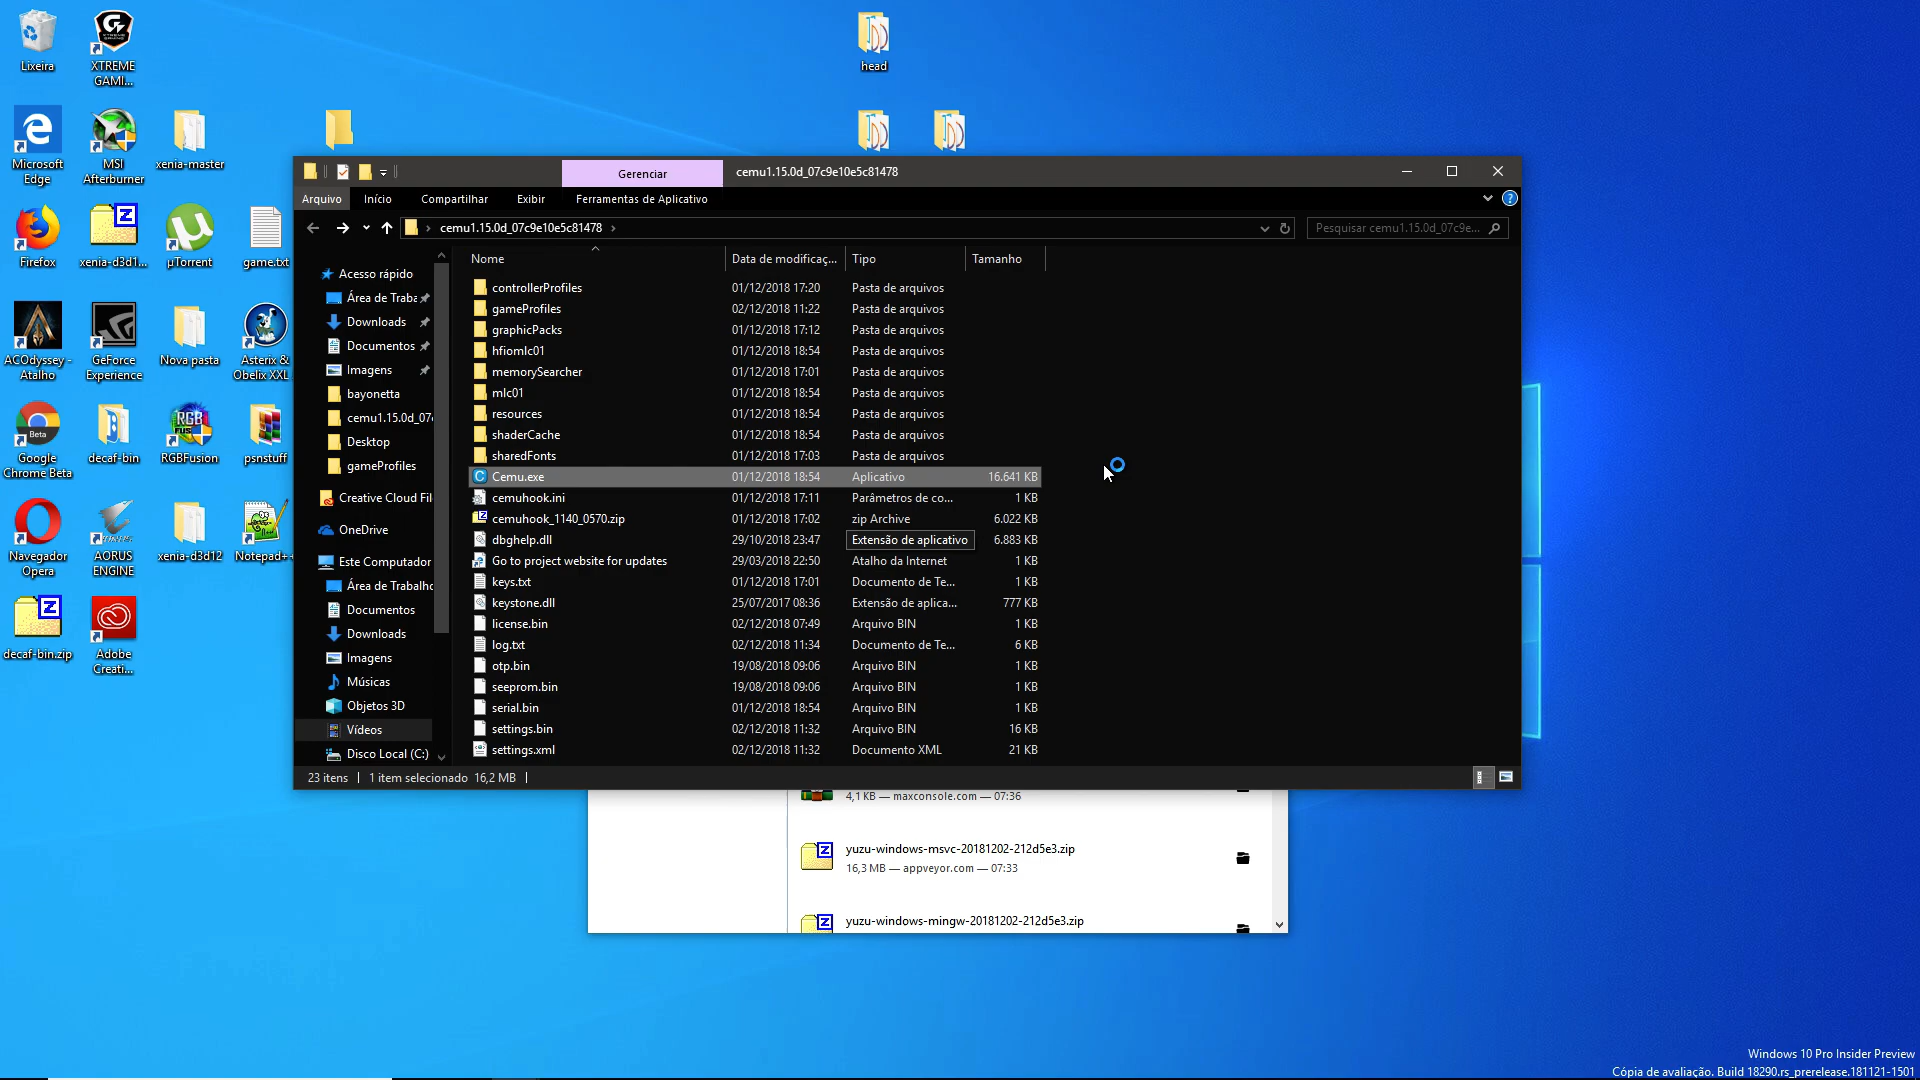 Lixeira
XTREME
GAMI...
head
Microsoft
Edge
MSI
Afterburner
xenia-master
Firefox
xenia-d3d1...
µTorrent
game.txt
ACOdyssey -
Atalho
GeForce
Experience
Nova pasta
Asterix &
Obelix XXL
Google
Chrome Beta
decaf-bin
RGBFusion
psnstuff
Navegador
Opera
AORUS
ENGINE
xenia-d3d12
Notepad+
decaf-bin.zip
Adobe
Creati...
Gerenciar
cemu1.15.0d_07c9e10e5c81478
Arquivo
Início
Compartilhar
Exibir
Ferramentas de Aplicativo
cemu1.15.0d_07c9e10e5c81478
Pesquisar cemu1.15.0d_07c9e...
Acesso rápido
Área de Traba
Downloads
Documentos
Imagens
bayonetta
cemu1.15.0d_07
Desktop
gameProfiles
Creative Cloud Fil
OneDrive
Este Computador
Área de Trabalho
Documentos
Downloads
Imagens
Músicas
Objetos 3D
Vídeos
Disco Local (C:)
Nome Data de modificaç... Tipo Tamanho
controllerProfiles 01/12/2018 17:20 Pasta de arquivos
gameProfiles 02/12/2018 11:22 Pasta de arquivos
graphicPacks 01/12/2018 17:12 Pasta de arquivos
hfiomlc01 01/12/2018 18:54 Pasta de arquivos
memorySearcher 01/12/2018 17:01 Pasta de arquivos
mlc01 01/12/2018 18:54 Pasta de arquivos
resources 01/12/2018 18:54 Pasta de arquivos
shaderCache 01/12/2018 18:54 Pasta de arquivos
sharedFonts 01/12/2018 17:03 Pasta de arquivos
Cemu.exe 01/12/2018 18:54 Aplicativo 16.641 KB
cemuhook.ini 01/12/2018 17:11 Parâmetros de co... 1 KB
cemuhook_1140_0570.zip 01/12/2018 17:02 zip Archive 6.022 KB
dbghelp.dll 29/10/2018 23:47 Extensão de aplicativo 6.883 KB
Go to project website for updates 29/03/2018 22:50 Atalho da Internet 1 KB
keys.txt 01/12/2018 17:01 Documento de Te... 1 KB
keystone.dll 25/07/2017 08:36 Extensão de aplica... 777 KB
license.bin 02/12/2018 07:49 Arquivo BIN 1 KB
log.txt 02/12/2018 11:34 Documento de Te... 6 KB
otp.bin 19/08/2018 09:06 Arquivo BIN 1 KB
seeprom.bin 19/08/2018 09:06 Arquivo BIN 1 KB
serial.bin 01/12/2018 18:54 Arquivo BIN 1 KB
settings.bin 02/12/2018 11:32 Arquivo BIN 16 KB
settings.xml 02/12/2018 11:32 Documento XML 21 KB
23 itens 1 item selecionado 16,2 MB
4,1 KB — maxconsole.com — 07:36
yuzu-windows-msvc-20181202-212d5e3.zip
16,3 MB — appveyor.com — 07:33
yuzu-windows-mingw-20181202-212d5e3.zip
Windows 10 Pro Insider Preview
Cópia de avaliação. Build 18290.rs_prerelease.181121-1501